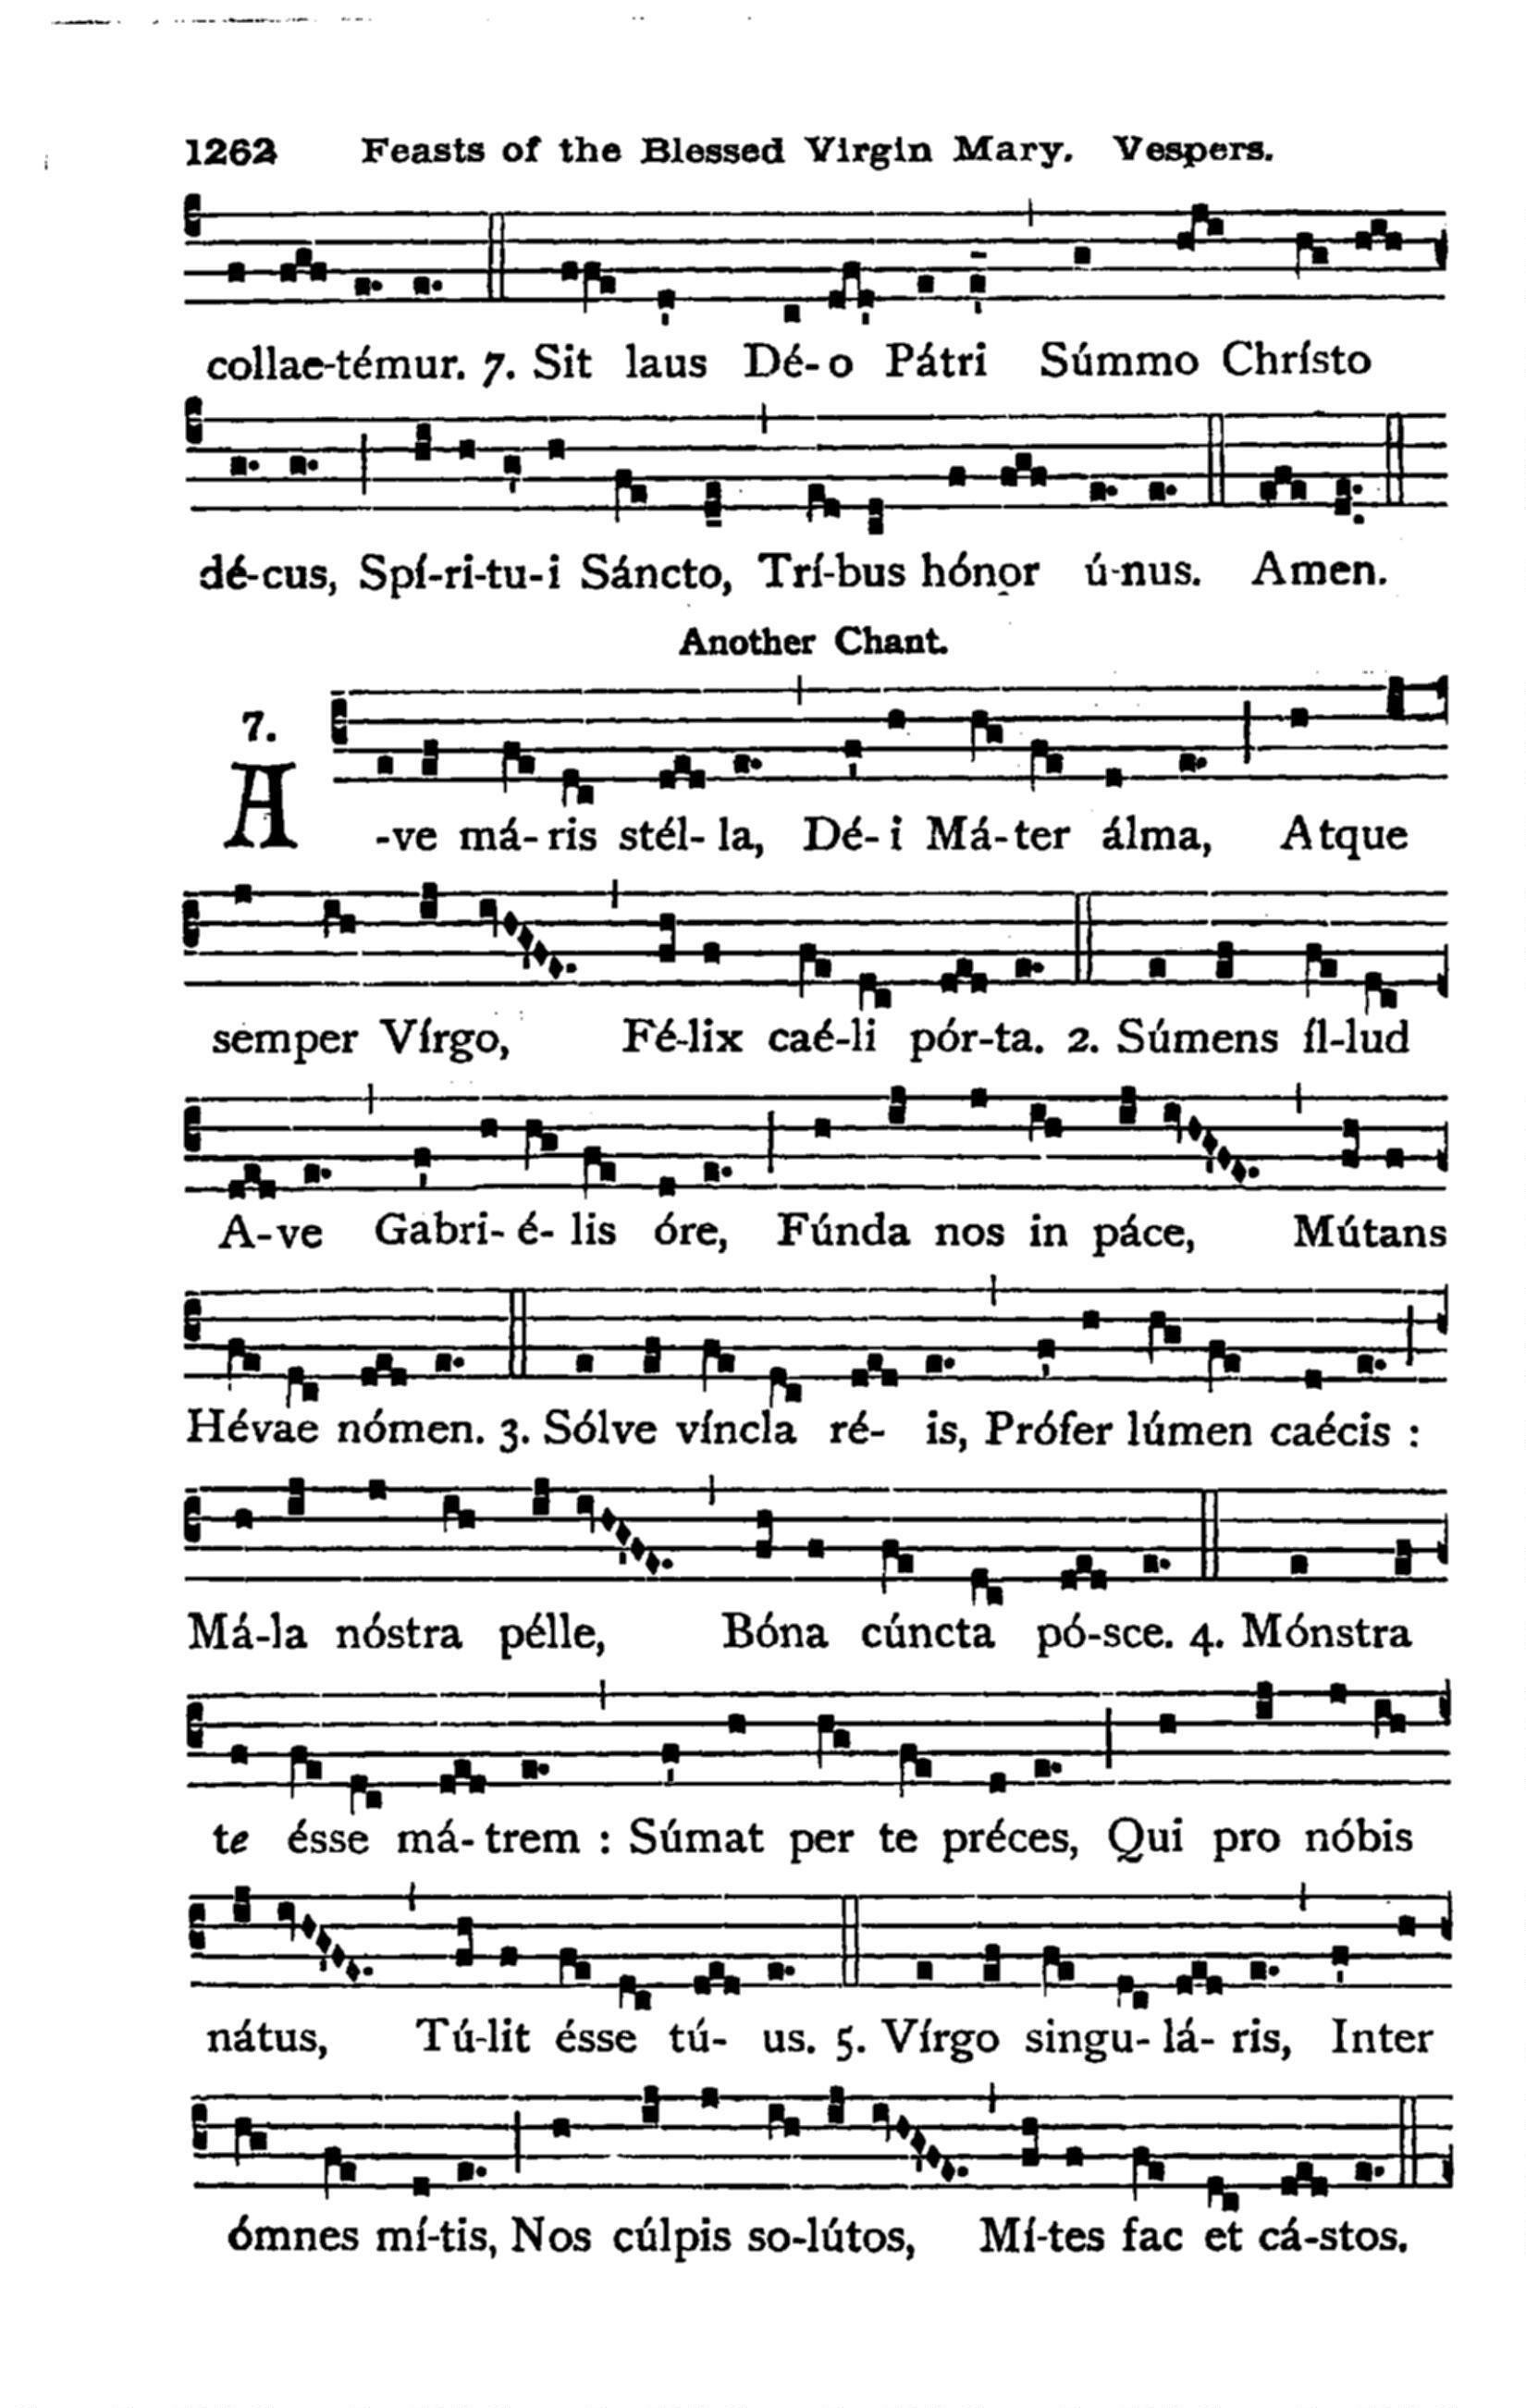 1262 Feasts of the Blessed Virgin Mary. Vespers.
collae-témur. 7. Sit laus Dé- o Pátri Súmmo Chrísto
dé-cus, Spí-ri-tu-i Sáncto, Trí-bus hónor ú-nus. Amen.
Another Chant.
7.
A -ve má- ris stél- la, Dé- i Má-ter álma, Atque
semper Vírgo, Fé-lix caé-li pór-ta. 2. Súmens íl-lud
A-ve Gabri- é- lis óre, Fúnda nos in páce, Mútans
Hévae nómen. 3. Sólve víncla ré- is, Prófer lúmen caécis :
Má-la nóstra pélle, Bóna cúncta pó-sce. 4. Mónstra
te ésse má- trem : Súmat per te préces, Qui pro nóbis
nátus, Tú-lit ésse tú- us. 5. Vírgo singu- lá- ris, Inter
ómnes mí-tis, Nos cúlpis so-lútos, Mí-tes fac et cá-stos.